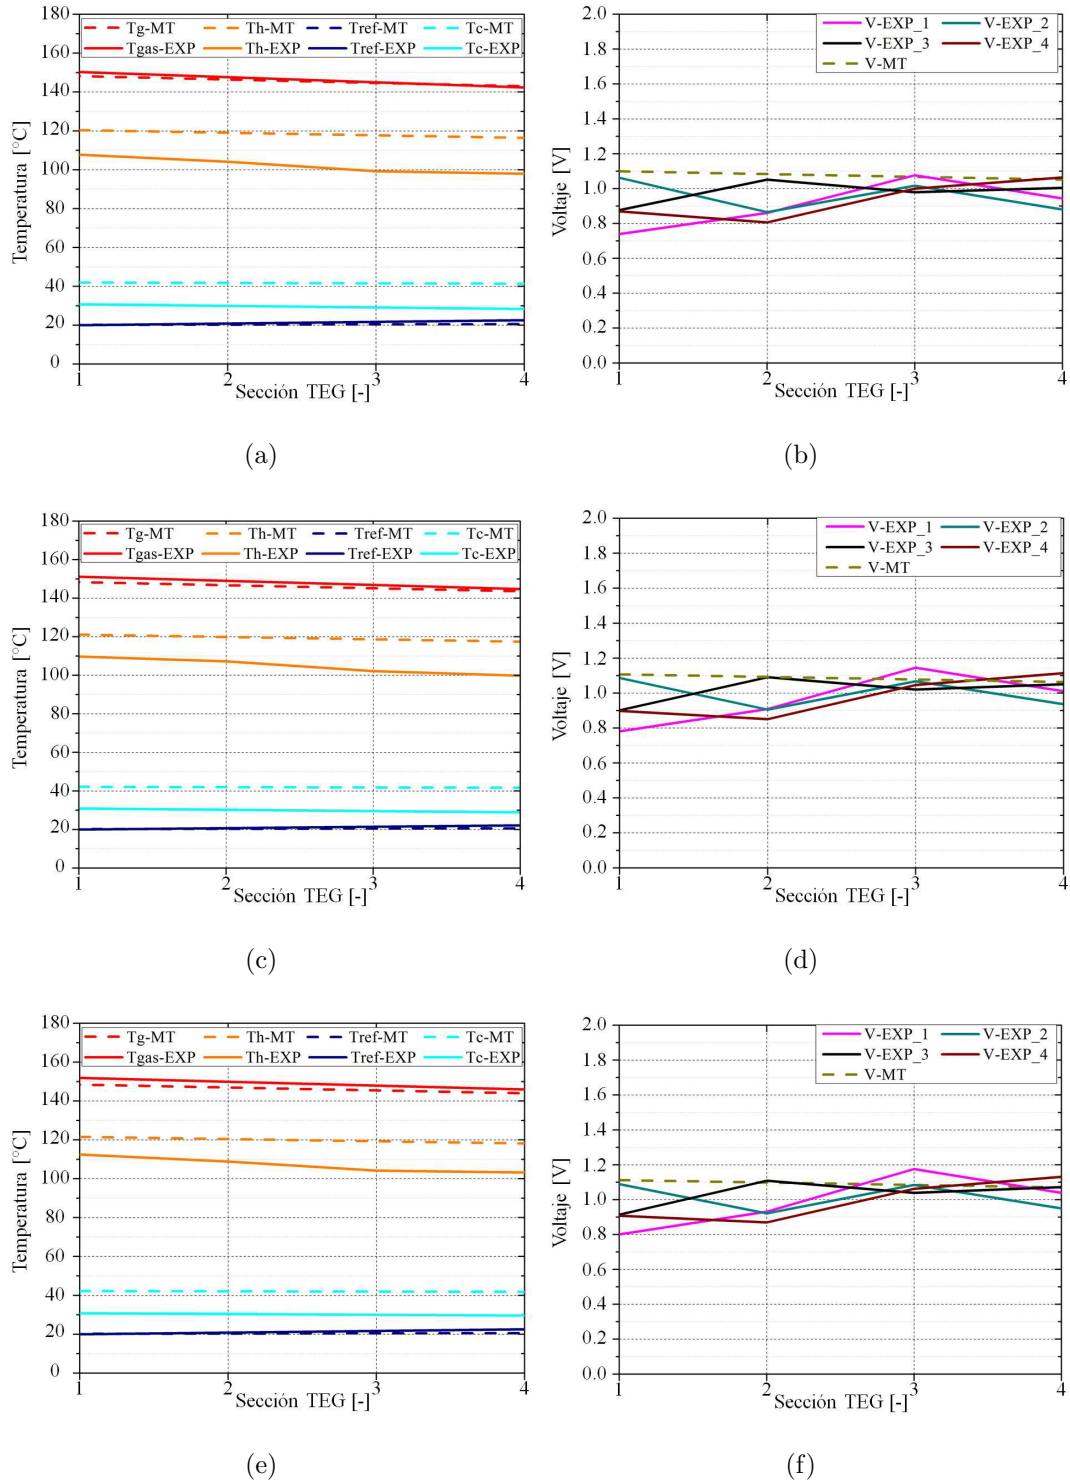 180
160
140
120
100
80
60
40
20
0
Temperatura [°C]
Tg-MT Th-MT Tref-MT Tc-MT
Tgas-EXP Th-EXP Tref-EXP Tc-EXP
1 2 3 4
Sección TEG [-]
(a)
2.0
1.8
1.6
1.4
1.2
1.0
0.8
0.6
0.4
0.2
0.0
Voltaje [V]
V-EXP_1 V-EXP_2
V-EXP_3 V-EXP_4
V-MT
1 2 3 4
Sección TEG [-]
(b)
180
160
140
120
100
80
60
40
20
0
Temperatura [°C]
Tg-MT Th-MT Tref-MT Tc-MT
Tgas-EXP Th-EXP Tref-EXP Tc-EXP
1 2 3 4
Sección TEG [-]
(c)
2.0
1.8
1.6
1.4
1.2
1.0
0.8
0.6
0.4
0.2
0.0
Voltaje [V]
V-EXP_1 V-EXP_2
V-EXP_3 V-EXP_4
V-MT
1 2 3 4
Sección TEG [-]
(d)
180
160
140
120
100
80
60
40
20
0
Temperatura [°C]
Tg-MT Th-MT Tref-MT Tc-MT
Tgas-EXP Th-EXP Tref-EXP Tc-EXP
1 2 3 4
Sección TEG [-]
(e)
2.0
1.8
1.6
1.4
1.2
1.0
0.8
0.6
0.4
0.2
0.0
Voltaje [V]
V-EXP_1 V-EXP_2
V-EXP_3 V-EXP_4
V-MT
1 2 3 4
Sección TEG [-]
(f)